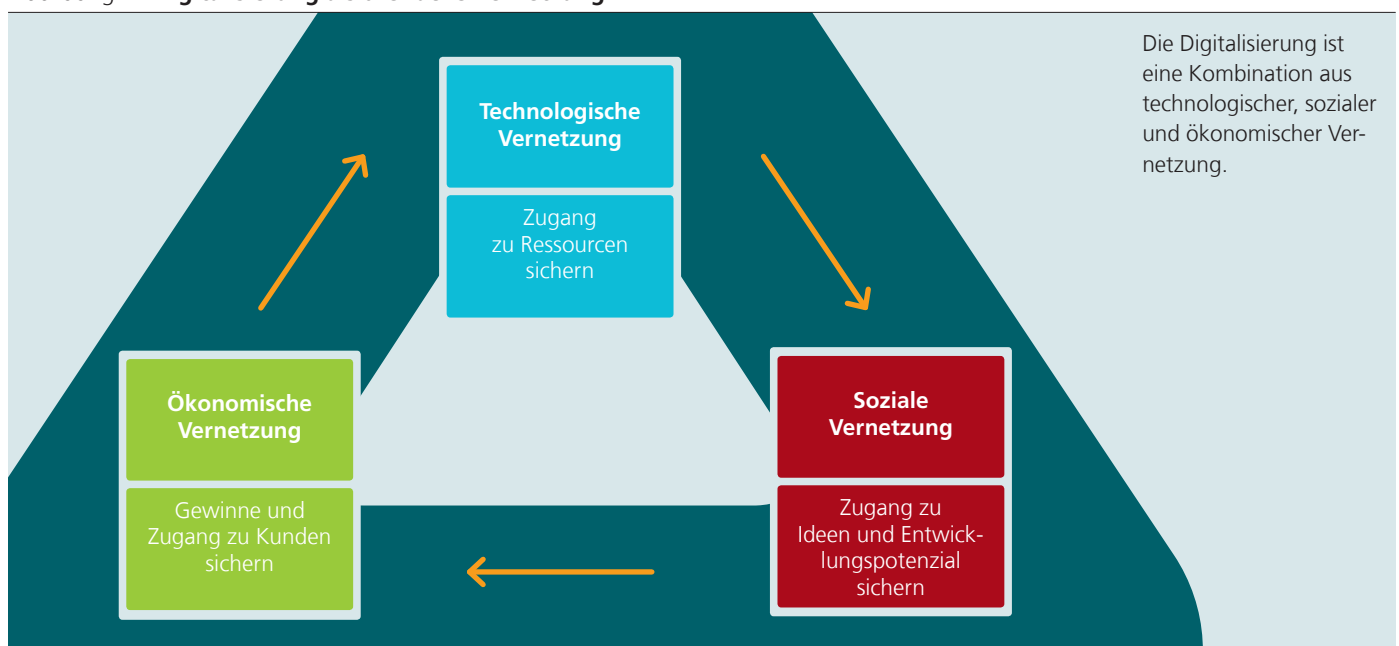 Die Digitalisierung ist
eine Kombination aus
technologischer, sozialer
und ökonomischer Ver-
netzung.
Technologische
Vernetzung
Zugang
zu Ressourcen
sichern
Ökonomische
Vernetzung
Gewinne und
Zugang zu Kunden
sichern
Soziale
Vernetzung
Zugang zu
Ideen und Entwick-
lungspotenzial
sichern